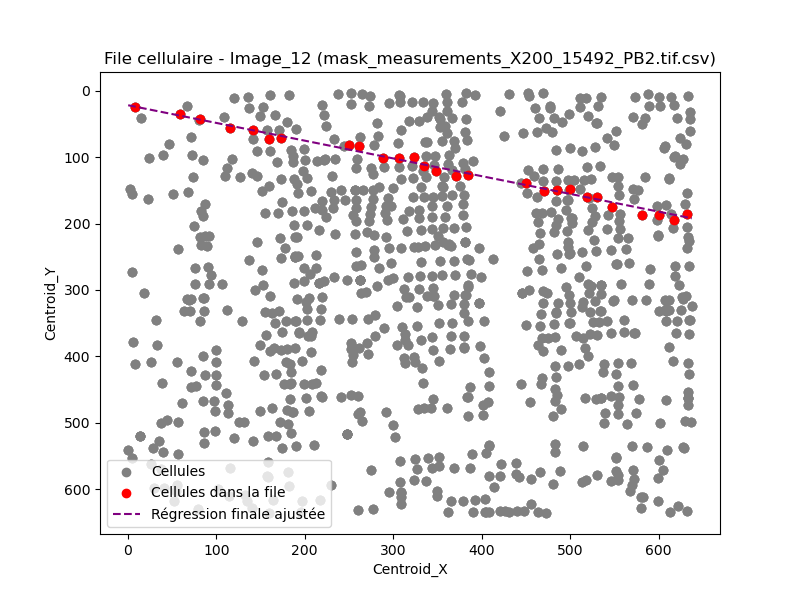 File cellulaire - Image_12 (mask_measurements_X200_15492_PB2.tif.csv)
Centroid_Y
0
100
200
300
400
500
600
Cellules
Cellules dans la file
Régression finale ajustée
0 100 200 300 400 500 600
Centroid_X